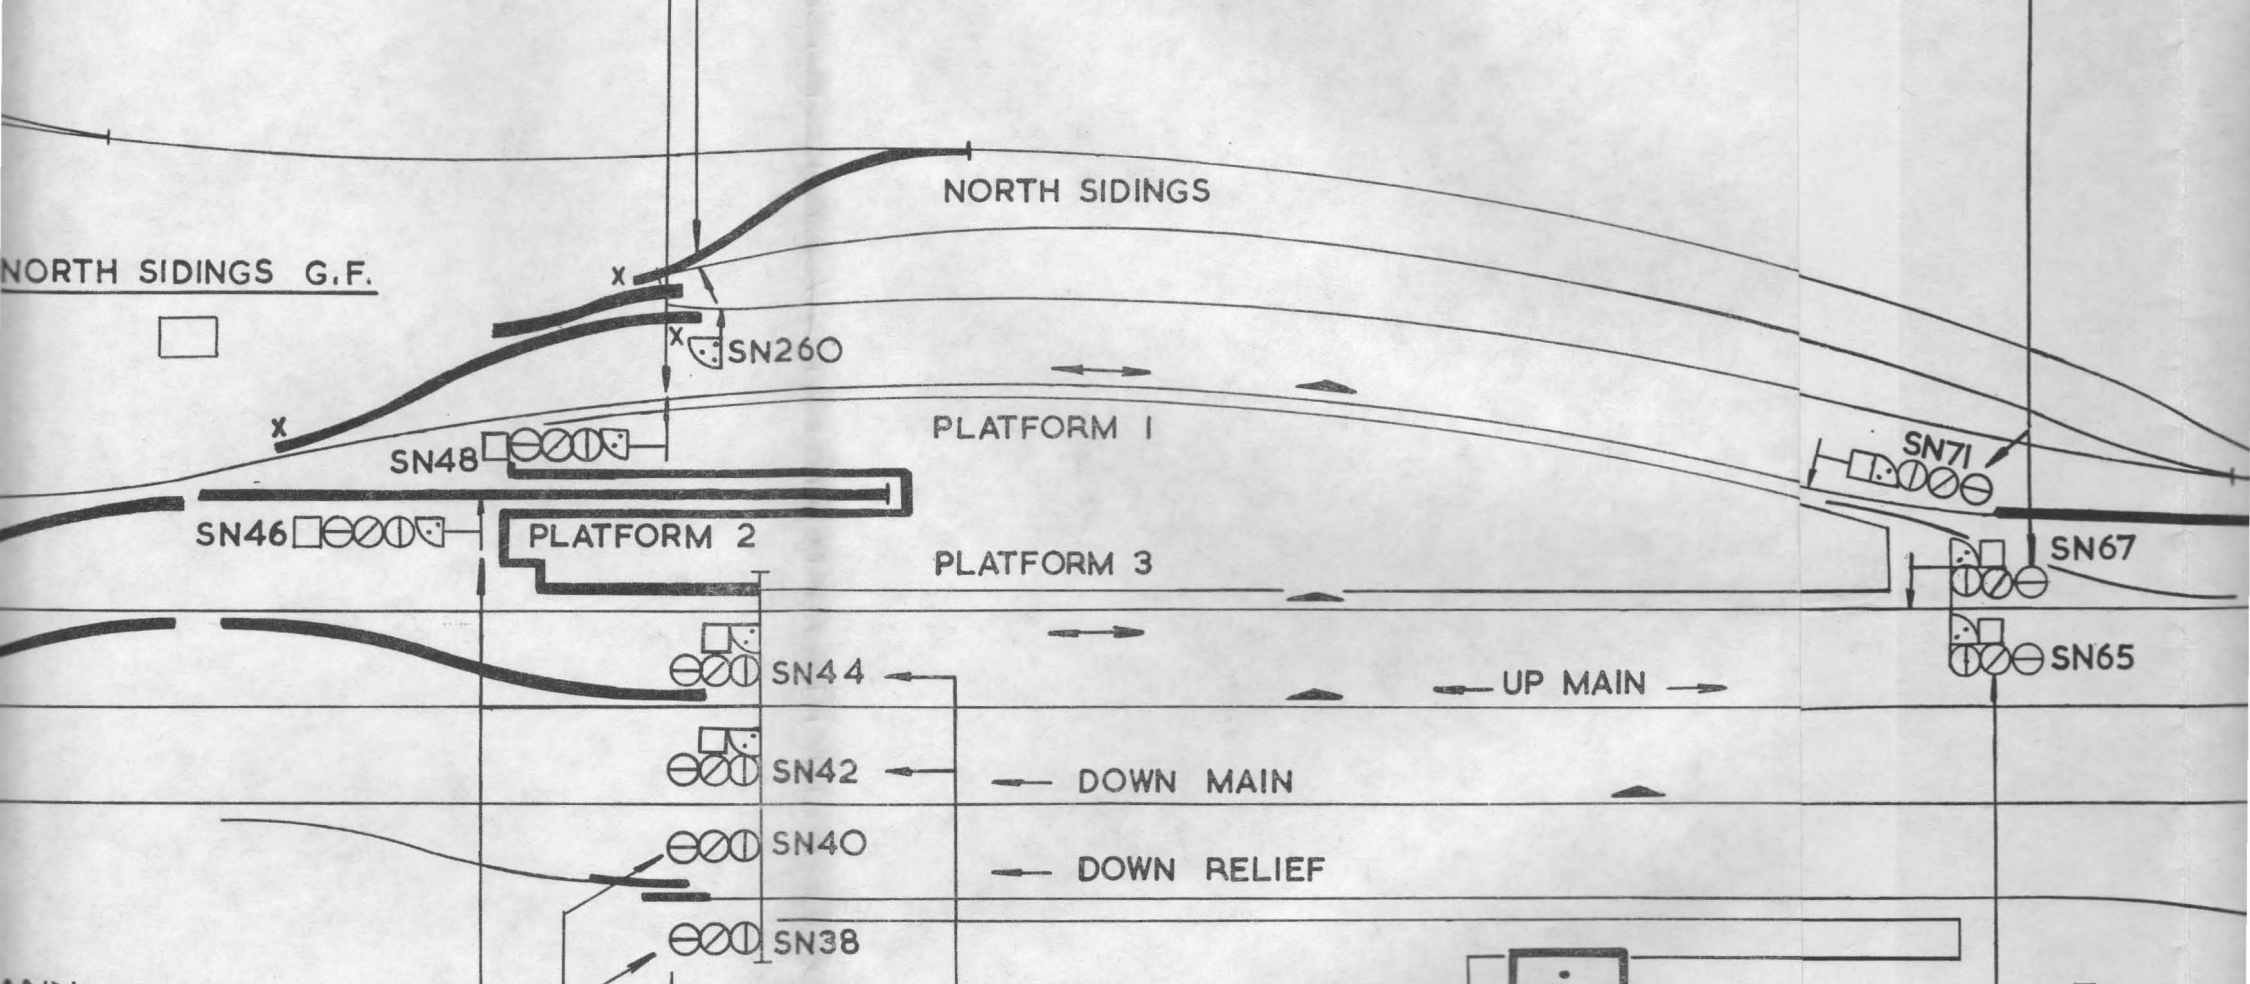 NORTH SIDINGS
NORTH SIDINGS G.F.
X
X
SN260
X
PLATFORM 1
SN48
SN71
SN46
PLATFORM 2
PLATFORM 3
SN67
SN44
SN65
UP MAIN
SN42
DOWN MAIN
SN40
DOWN RELIEF
SN38